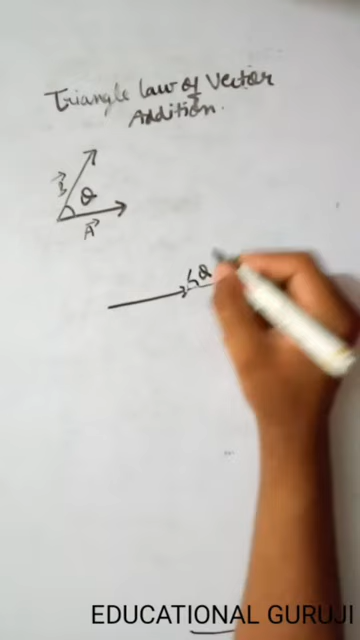 Triangle law of Vector
Addition.
B θ
A
θ
EDUCATIONAL GURUJI